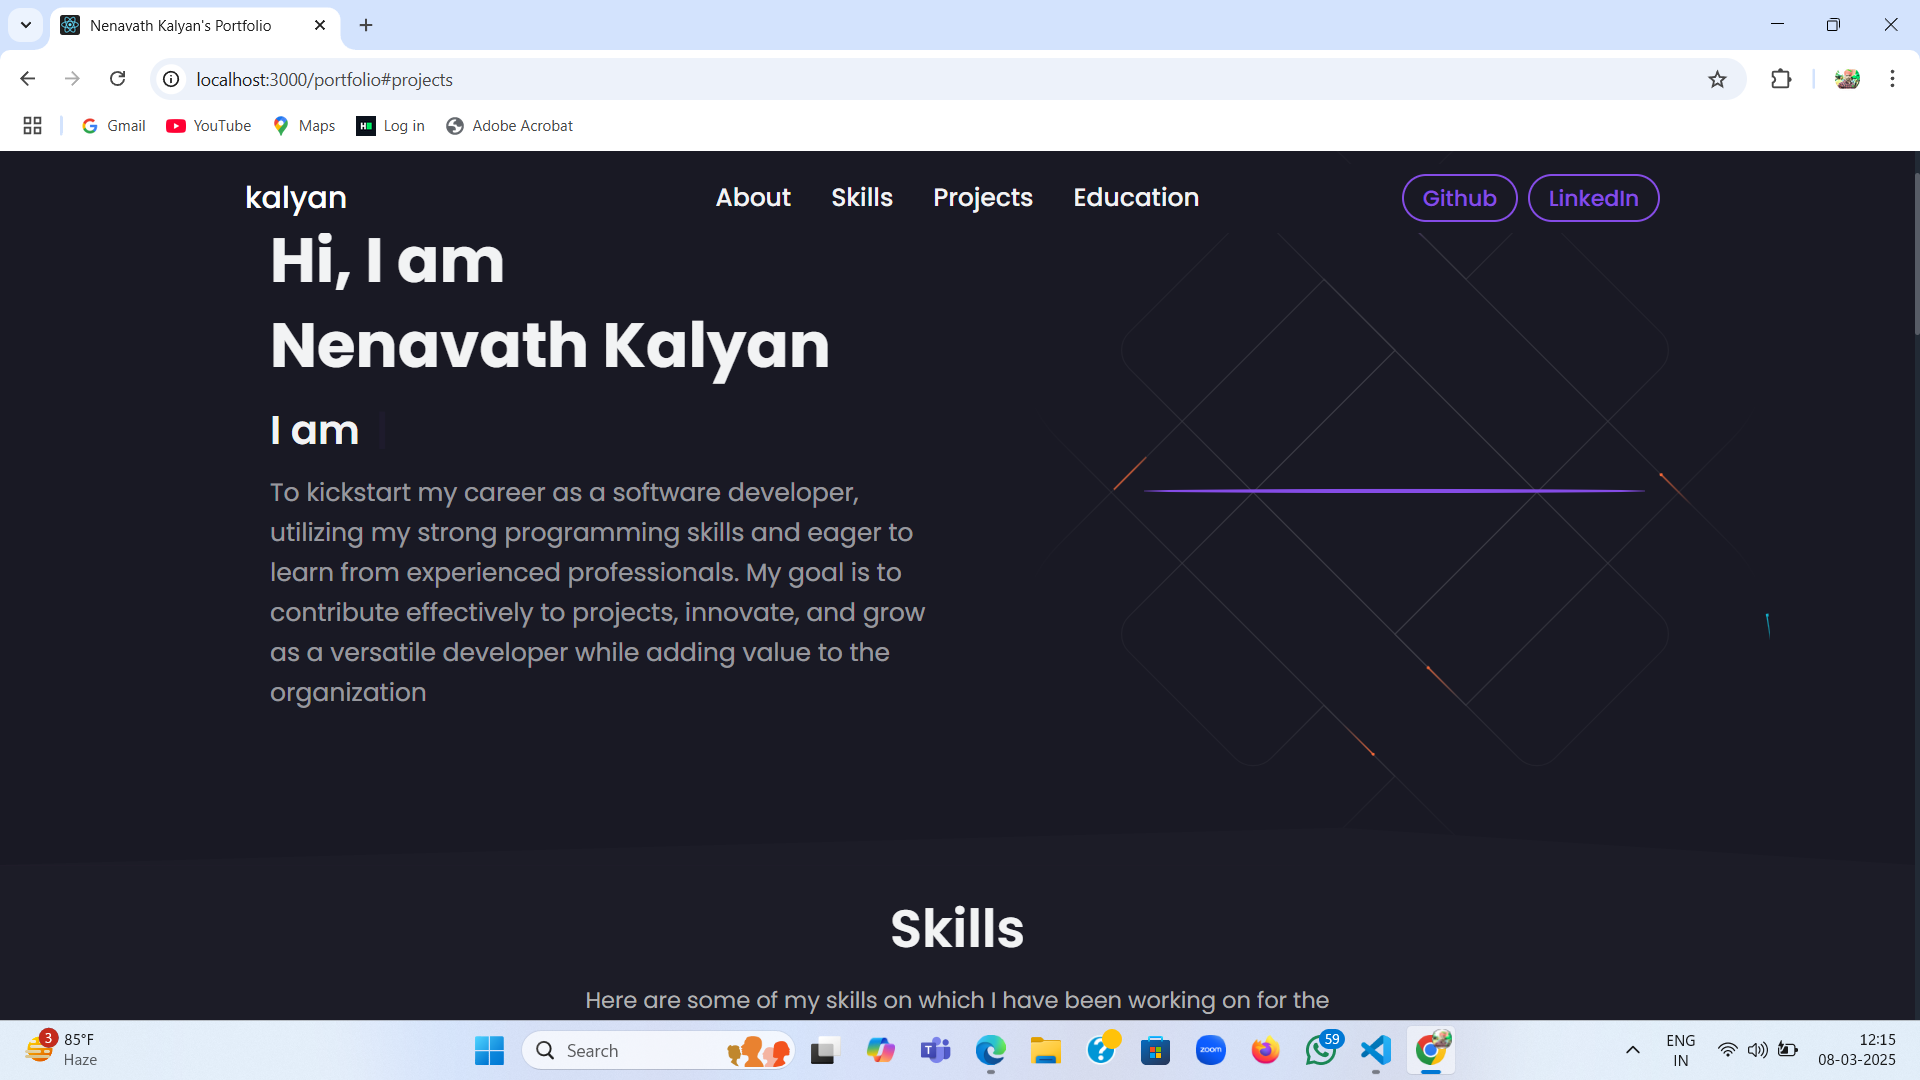 Nenavath Kalyan's Portfolio
localhost:3000/portfolio#projects
Gmail
YouTube
Maps
Log in
Adobe Acrobat
kalyan
About
Skills
Projects
Education
Github
LinkedIn
Hi, I am
Nenavath Kalyan
I am
To kickstart my career as a software developer,
utilizing my strong programming skills and eager to
learn from experienced professionals. My goal is to
contribute effectively to projects, innovate, and grow
as a versatile developer while adding value to the
organization
Skills
Here are some of my skills on which I have been working on for the
3
85°F
Haze
Search
zoom
59
ENG
IN
12:15
08-03-2025